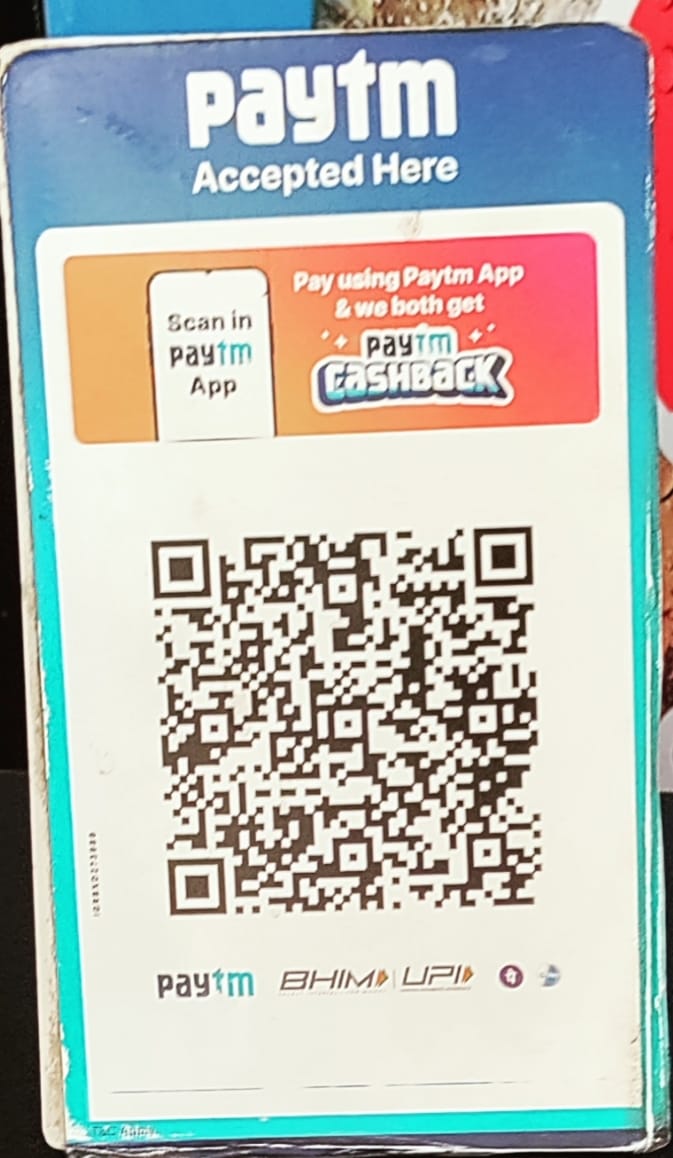 paytm
Accepted Here
Scan in
paytm
App
Pay using Paytm App
& we both get
paytm
CASHBACK
paytm BHIM UPI पे
T&C Apply